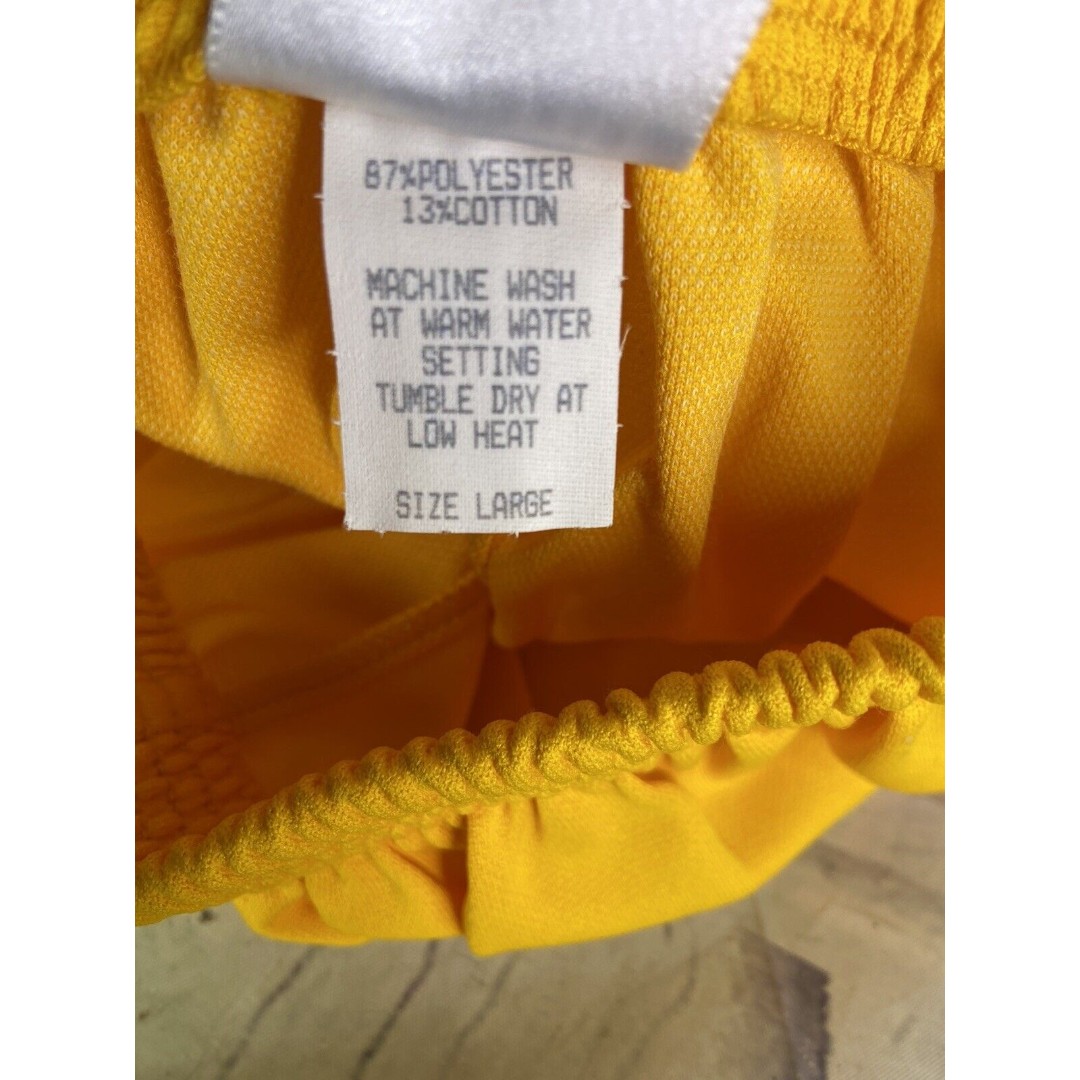 87%POLYESTER
13%COTTON
MACHINE WASH
AT WARM WATER
SETTING
TUMBLE DRY AT
LOW HEAT
SIZE LARGE